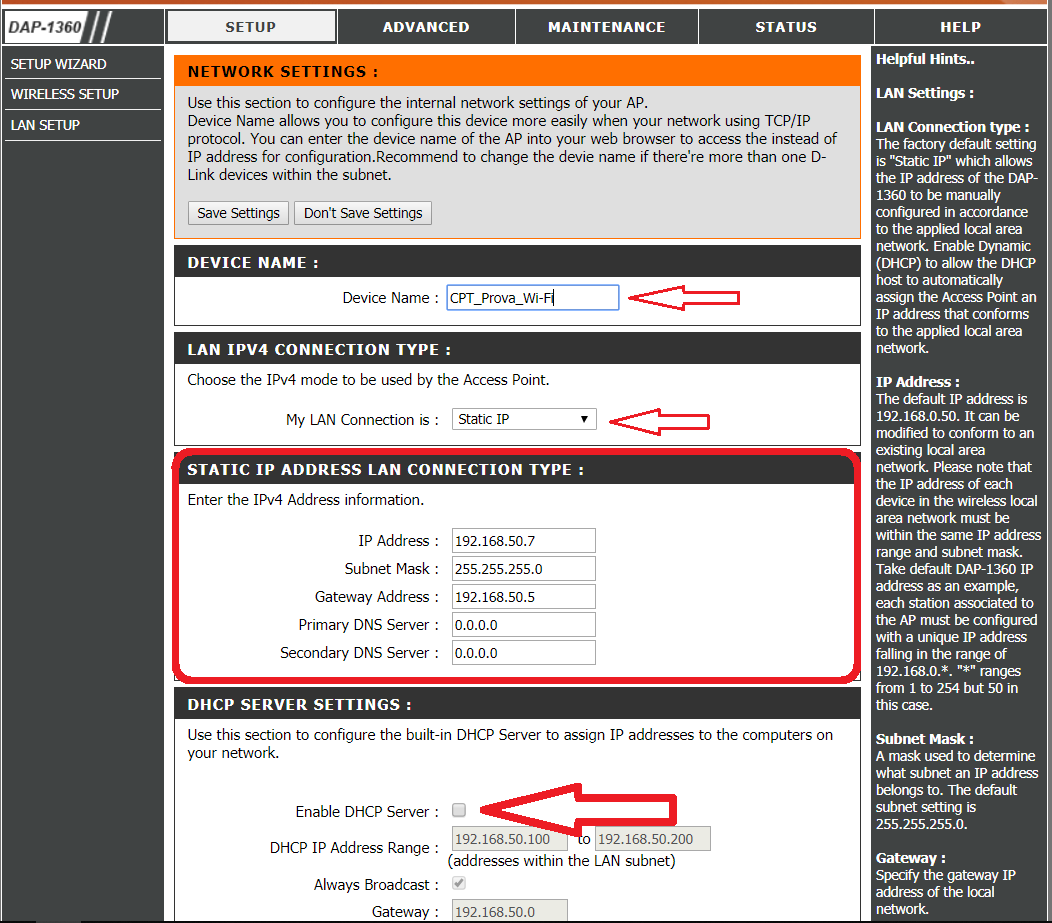 DAP-1360
SETUP
ADVANCED
MAINTENANCE
STATUS
HELP
SETUP WIZARD
WIRELESS SETUP
LAN SETUP
NETWORK SETTINGS :
Use this section to configure the internal network settings of your AP.
Device Name allows you to configure this device more easily when your network using TCP/IP
protocol. You can enter the device name of the AP into your web browser to access the instead of
IP address for configuration.Recommend to change the devie name if there're more than one D-
Link devices within the subnet.
Save Settings
Don't Save Settings
DEVICE NAME :
Device Name : CPT_Prova_Wi-Fi
LAN IPV4 CONNECTION TYPE :
Choose the IPv4 mode to be used by the Access Point.
My LAN Connection is : Static IP
STATIC IP ADDRESS LAN CONNECTION TYPE :
Enter the IPv4 Address information.
IP Address : 192.168.50.7
Subnet Mask : 255.255.255.0
Gateway Address : 192.168.50.5
Primary DNS Server : 0.0.0.0
Secondary DNS Server : 0.0.0.0
DHCP SERVER SETTINGS :
Use this section to configure the built-in DHCP Server to assign IP addresses to the computers on
your network.
Enable DHCP Server :
DHCP IP Address Range : 192.168.50.100 to 192.168.50.200
(addresses within the LAN subnet)
Always Broadcast :
Gateway : 192.168.50.0
Helpful Hints..
LAN Settings :
LAN Connection type :
The factory default setting
is "Static IP" which allows
the IP address of the DAP-
1360 to be manually
configured in accordance
to the applied local area
network. Enable Dynamic
(DHCP) to allow the DHCP
host to automatically
assign the Access Point an
IP address that conforms
to the applied local area
network.
IP Address :
The default IP address is
192.168.0.50. It can be
modified to conform to an
existing local area
network. Please note that
the IP address of each
device in the wireless local
area network must be
within the same IP address
range and subnet mask.
Take default DAP-1360 IP
address as an example,
each station associated to
the AP must be configured
with a unique IP address
falling in the range of
192.168.0.*. "*" ranges
from 1 to 254 but 50 in
this case.
Subnet Mask :
A mask used to determine
what subnet an IP address
belongs to. The default
subnet setting is
255.255.255.0.
Gateway :
Specify the gateway IP
address of the local
network.